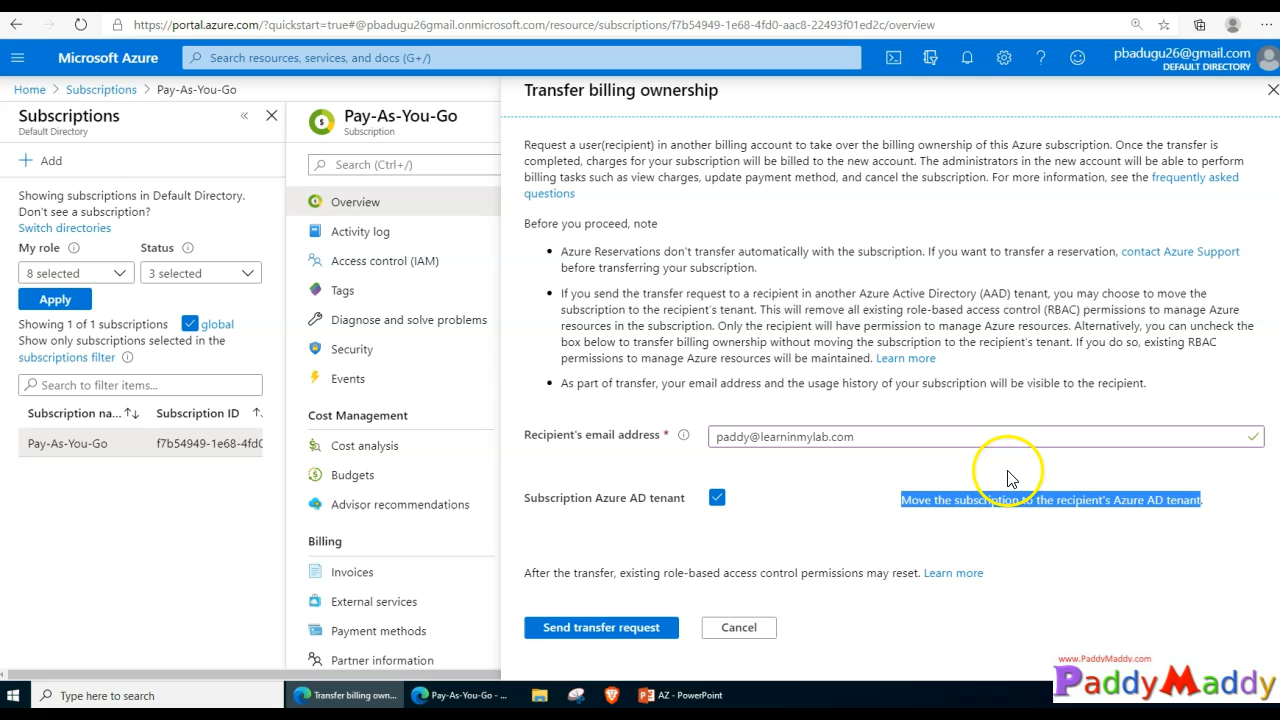 https://portal.azure.com/?quickstart=true#@pbadugu26@gmail.onmicrosoft.com/resource/subscriptions/f7b54949-1e68-4fd0-aac8-22493f01ed2c/overview
Microsoft Azure
Search resources, services, and docs (G+/)
pbadugu26@gmail.com
DEFAULT DIRECTORY
Home > Subscriptions > Pay-As-You-Go
Subscriptions
Default Directory
Add
Showing subscriptions in Default Directory.
Don't see a subscription?
Switch directories
My role
Status
8 selected
3 selected
Apply
Showing 1 of 1 subscriptions
global
Show only subscriptions selected in the
subscriptions filter
Search to filter items...
Subscription na...
Subscription ID
Pay-As-You-Go
f7b54949-1e68-4fd0
Pay-As-You-Go
Subscription
Search (Ctrl+/)
Overview
Activity log
Access control (IAM)
Tags
Diagnose and solve problems
Security
Events
Cost Management
Cost analysis
Budgets
Advisor recommendations
Billing
Invoices
External services
Payment methods
Partner information
Transfer billing ownership
Request a user(recipient) in another billing account to take over the billing ownership of this Azure subscription. Once the transfer is
completed, charges for your subscription will be billed to the new account. The administrators in the new account will be able to perform
billing tasks such as view charges, update payment method, and cancel the subscription. For more information, see the frequently asked
questions
Before you proceed, note
• Azure Reservations don't transfer automatically with the subscription. If you want to transfer a reservation, contact Azure Support
before transferring your subscription.
• If you send the transfer request to a recipient in another Azure Active Directory (AAD) tenant, you may choose to move the
subscription to the recipient's tenant. This will remove all existing role-based access control (RBAC) permissions to manage Azure
resources in the subscription. Only the recipient will have permission to manage Azure resources. Alternatively, you can uncheck the
box below to transfer billing ownership without moving the subscription to the recipient's tenant. If you do so, existing RBAC
permissions to manage Azure resources will be maintained. Learn more
• As part of transfer, your email address and the usage history of your subscription will be visible to the recipient.
Recipient's email address *
paddy@learninmylab.com
Subscription Azure AD tenant
Move the subscription to the recipient's Azure AD tenant.
After the transfer, existing role-based access control permissions may reset. Learn more
Send transfer request
Cancel
www.PaddyMaddy.com
PaddyMaddy
Type here to search
Transfer billing own...
Pay-As-You-Go - ...
AZ - PowerPoint